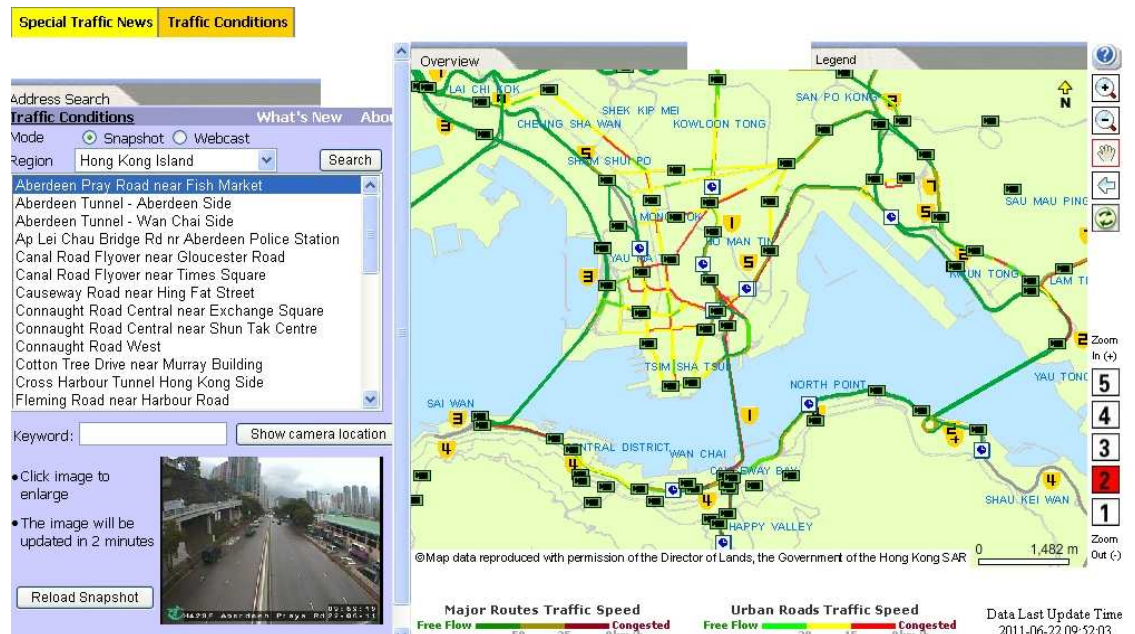 Special Traffic News
Traffic Conditions
Address Search
Traffic Conditions
What's New
Abou
Mode
Snapshot
Webcast
Region
Hong Kong Island
Search
Aberdeen Pray Road near Fish Market
Aberdeen Tunnel - Aberdeen Side
Aberdeen Tunnel - Wan Chai Side
Ap Lei Chau Bridge Rd nr Aberdeen Police Station
Canal Road Flyover near Gloucester Road
Canal Road Flyover near Times Square
Causeway Road near Hing Fat Street
Connaught Road Central near Exchange Square
Connaught Road Central near Shun Tak Centre
Connaught Road West
Cotton Tree Drive near Murray Building
Cross Harbour Tunnel Hong Kong Side
Fleming Road near Harbour Road
Keyword:
Show camera location
Click image to
enlarge
The image will be
updated in 2 minutes
Reload Snapshot
Aberdeen Praya Rd
Overview
Legend
N
LAI CHI KOK
SHEK KIP MEI
SAN PO KONG
CHEUNG SHA WAN
KOWLOON TONG
SHAM SHUI PO
SAU MAU PING
HO MAN TIN
KWUN TONG
LAM TI
TSIM SHA TSUI
YAU TONG
NORTH POINT
SAI WAN
CENTRAL DISTRICT
WAN CHAI
CAUSEWAY BAY
SHAU KEI WAN
HAPPY VALLEY
©Map data reproduced with permission of the Director of Lands, the Government of the Hong Kong SAR
0 1,482 m
Zoom
In (+)
5
4
3
2
1
Zoom
Out (-)
Major Routes Traffic Speed
Free Flow
Congested
Urban Roads Traffic Speed
Free Flow
Congested
Data Last Update Time
2011-06-22 09:52:03